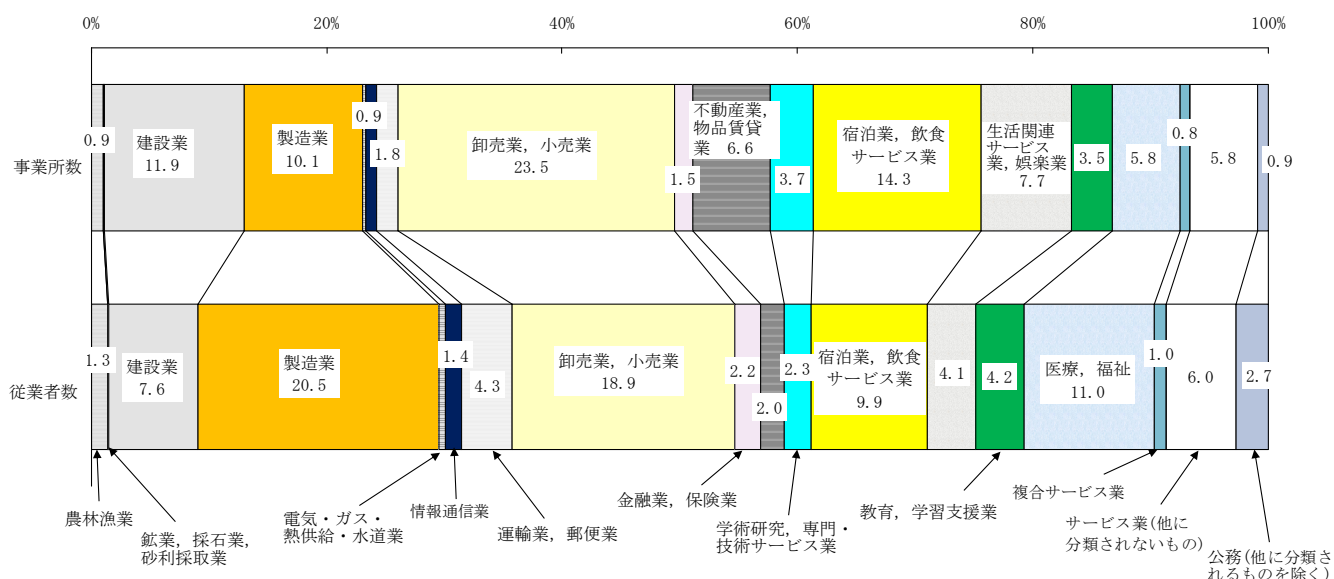 0%
20%
40%
60%
80%
100%
事業所数
0.9
建設業
11.9
製造業
10.1
0.9
1.8
卸売業，小売業
23.5
1.5
不動産業，
物品賃貸
業 6.6
3.7
宿泊業，飲食
サービス業
14.3
生活関連
サービス
業，娯楽業
7.7
3.5
5.8
0.8
5.8
0.9
従業者数
1.3
建設業
7.6
製造業
20.5
1.4
4.3
卸売業，小売業
18.9
2.2
2.0
2.3
宿泊業，飲食
サービス業
9.9
4.1
4.2
医療，福祉
11.0
1.0
6.0
2.7
農林漁業
鉱業，採石業，
砂利採取業
電気・ガス・
熱供給・水道業
情報通信業
運輸業，郵便業
金融業，保険業
学術研究，専門・
技術サービス業
教育，学習支援業
複合サービス業
サービス業(他に
分類されないもの)
公務(他に分類さ
れるものを除く)